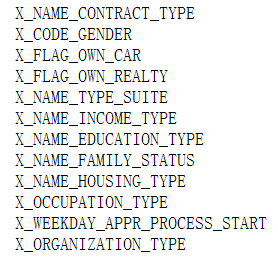 X_NAME_CONTRACT_TYPE
X_CODE_GENDER
X_FLAG_OWN_CAR
X_FLAG_OWN_REALTY
X_NAME_TYPE_SUITE
X_NAME_INCOME_TYPE
X_NAME_EDUCATION_TYPE
X_NAME_FAMILY_STATUS
X_NAME_HOUSING_TYPE
X_OCCUPATION_TYPE
X_WEEKDAY_APPR_PROCESS_START
X_ORGANIZATION_TYPE